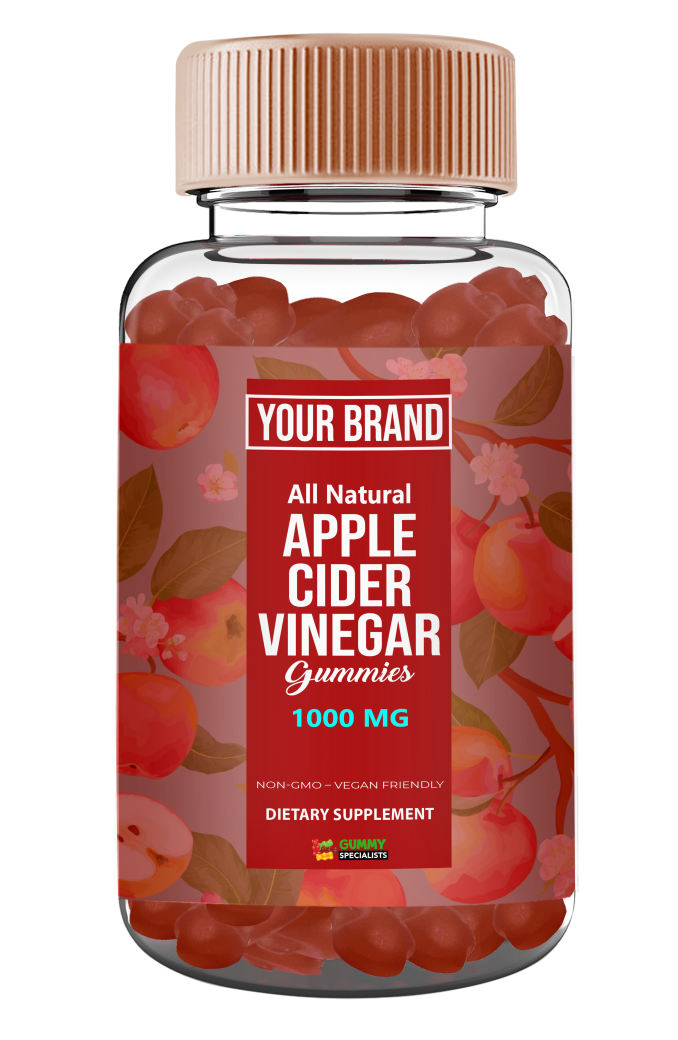 YOUR BRAND
All Natural
APPLE
CIDER
VINEGAR
Gummies
1000 MG
NON-GMO – VEGAN FRIENDLY
DIETARY SUPPLEMENT
GUMMY
SPECIALISTS